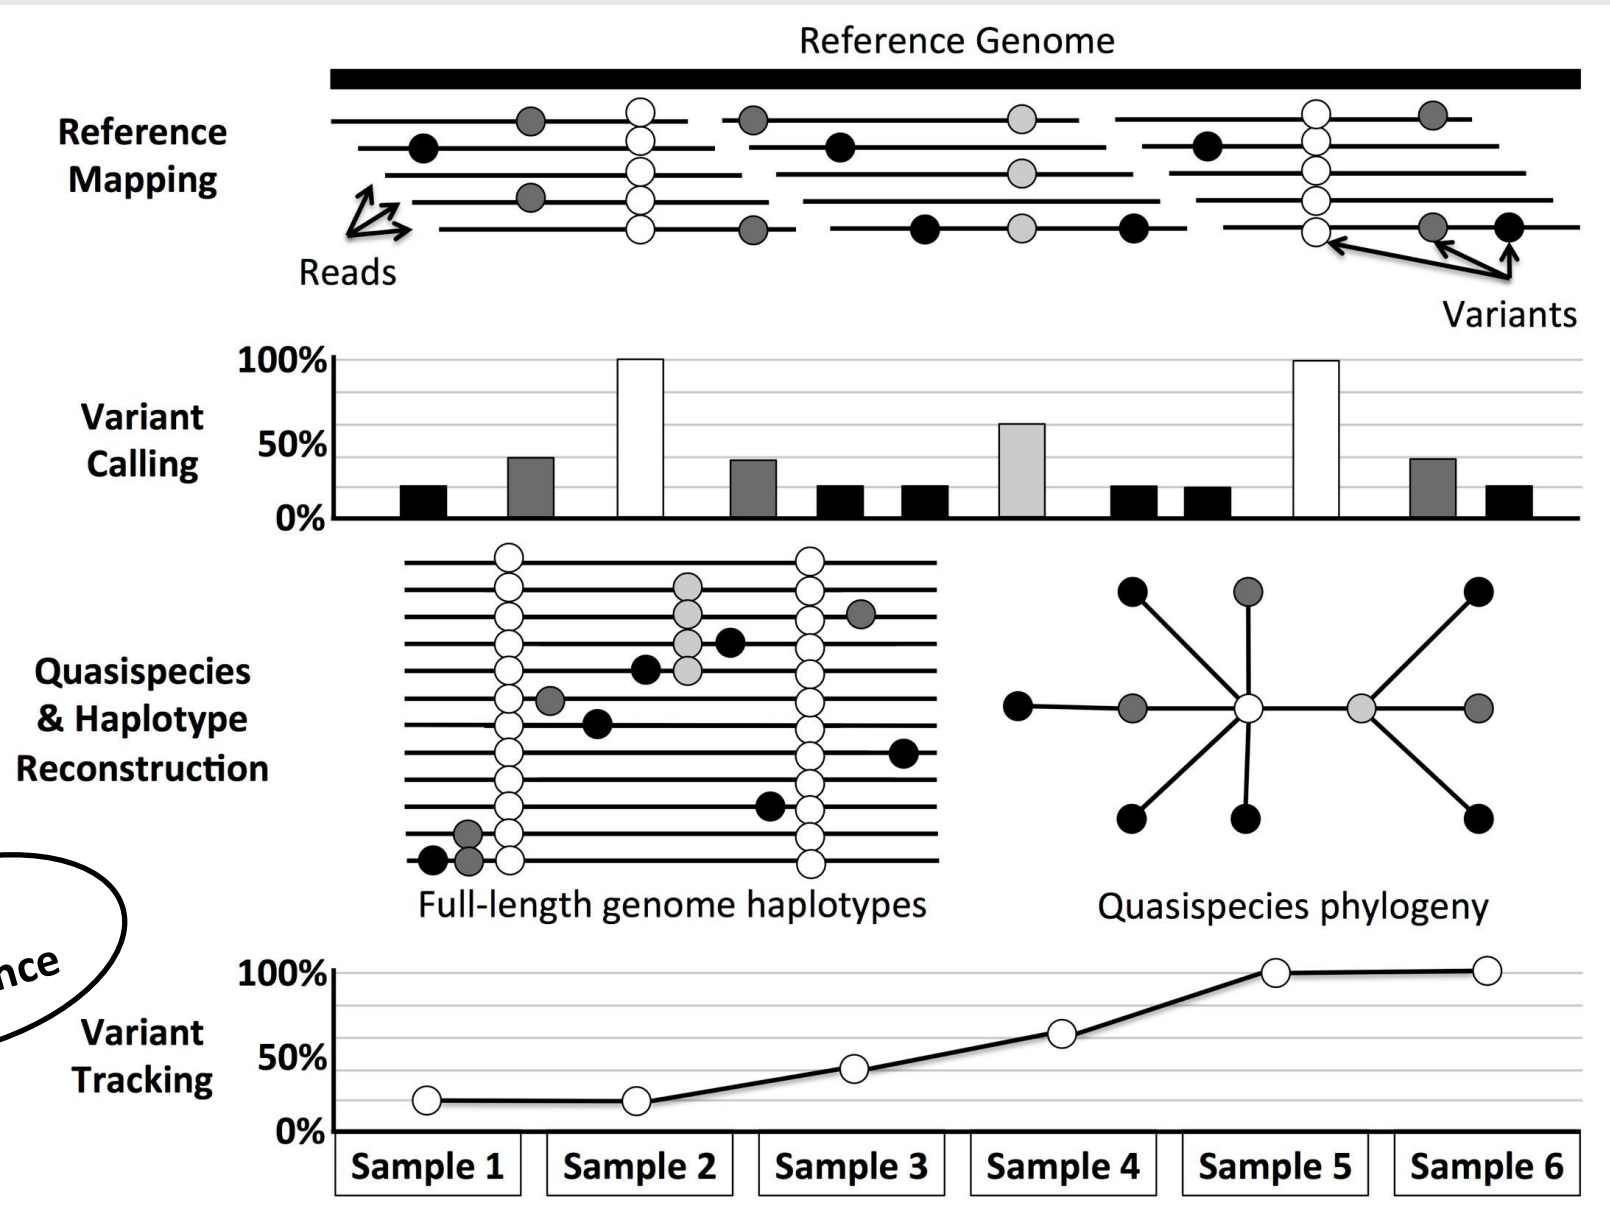 Reference Genome
Reference
Mapping
Reads
Variants
Variant
Calling
100%
50%
0%
Quasispecies
& Haplotype
Reconstruction
Full-length genome haplotypes
Quasispecies phylogeny
Variant
Tracking
100%
50%
0%
Sample 1
Sample 2
Sample 3
Sample 4
Sample 5
Sample 6